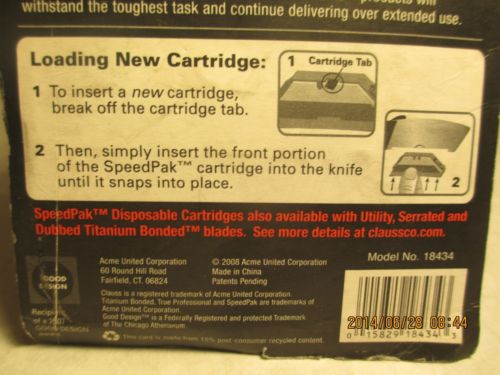 products will
withstand the toughest task and continue delivering over extended use.
Loading New Cartridge:
1 To insert a new cartridge,
break off the cartridge tab.
1 Cartridge Tab
2 Then, simply insert the front portion
of the SpeedPak™ cartridge into the knife
until it snaps into place.
2
SpeedPak™ Disposable Cartridges also available with Utility, Serrated and
Dubbed Titanium Bonded™ blades. See more details at claussco.com.
GOOD
DESIGN
Recipient
of a 2007
GOOD DESIGN
Acme United Corporation
60 Round Hill Road
Fairfield, CT. 06824
© 2008 Acme United Corporation
Made in China
Patents Pending
Model No. 18434
Clauss is a registered trademark of Acme United Corporation.
Titanium Bonded, True Professional and SpeedPak are trademarks of
Acme United Corporation.
Good Design™ is a Federally Registered and protected Trademark
of The Chicago Athenaeum.
This card is made from 15% post-consumer recycled content.
2014/06/28 08:44
0 15829 18434 3